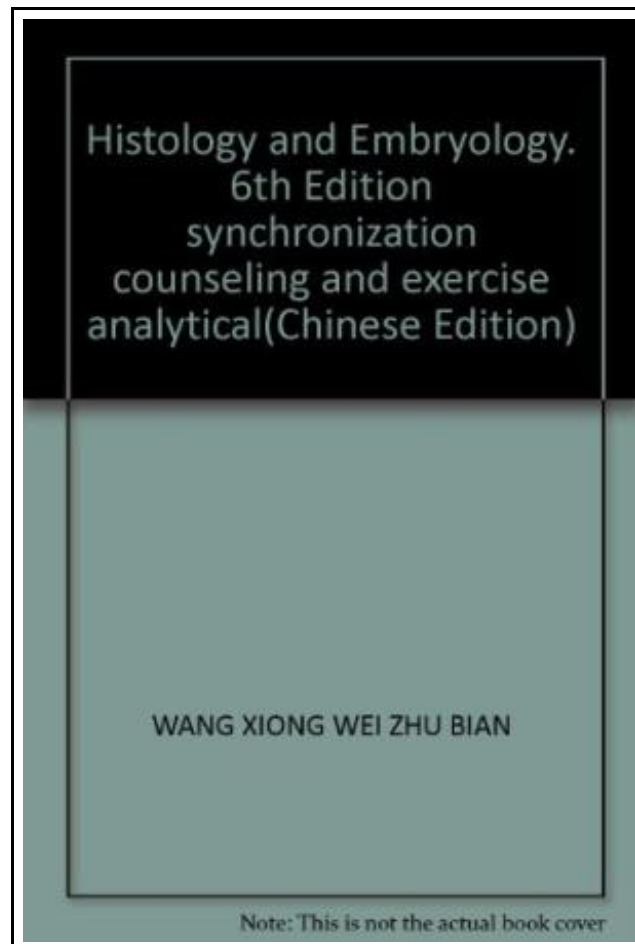 Histology and Embryology.
6th Edition
synchronization
counseling and exercise
analytical(Chinese Edition)
WANG XIONG WEI ZHU BIAN
Note: This is not the actual book cover